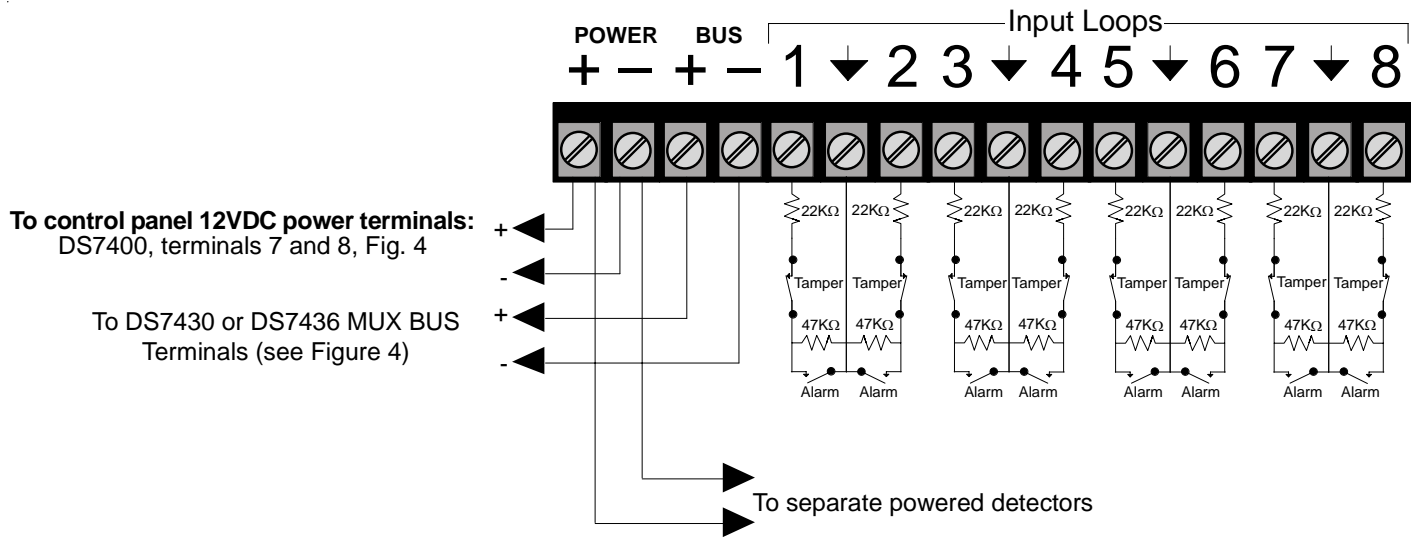 Input Loops
POWER BUS
+ − + − 1 2 3 4 5 6 7 8
22KΩ 22KΩ 22KΩ 22KΩ 22KΩ 22KΩ 22KΩ 22KΩ
To control panel 12VDC power terminals: +
DS7400, terminals 7 and 8, Fig. 4
-
Tamper Tamper Tamper Tamper Tamper Tamper Tamper Tamper
To DS7430 or DS7436 MUX BUS +
Terminals (see Figure 4) -
47KΩ 47KΩ 47KΩ 47KΩ 47KΩ 47KΩ 47KΩ 47KΩ
Alarm Alarm Alarm Alarm Alarm Alarm Alarm Alarm
To separate powered detectors